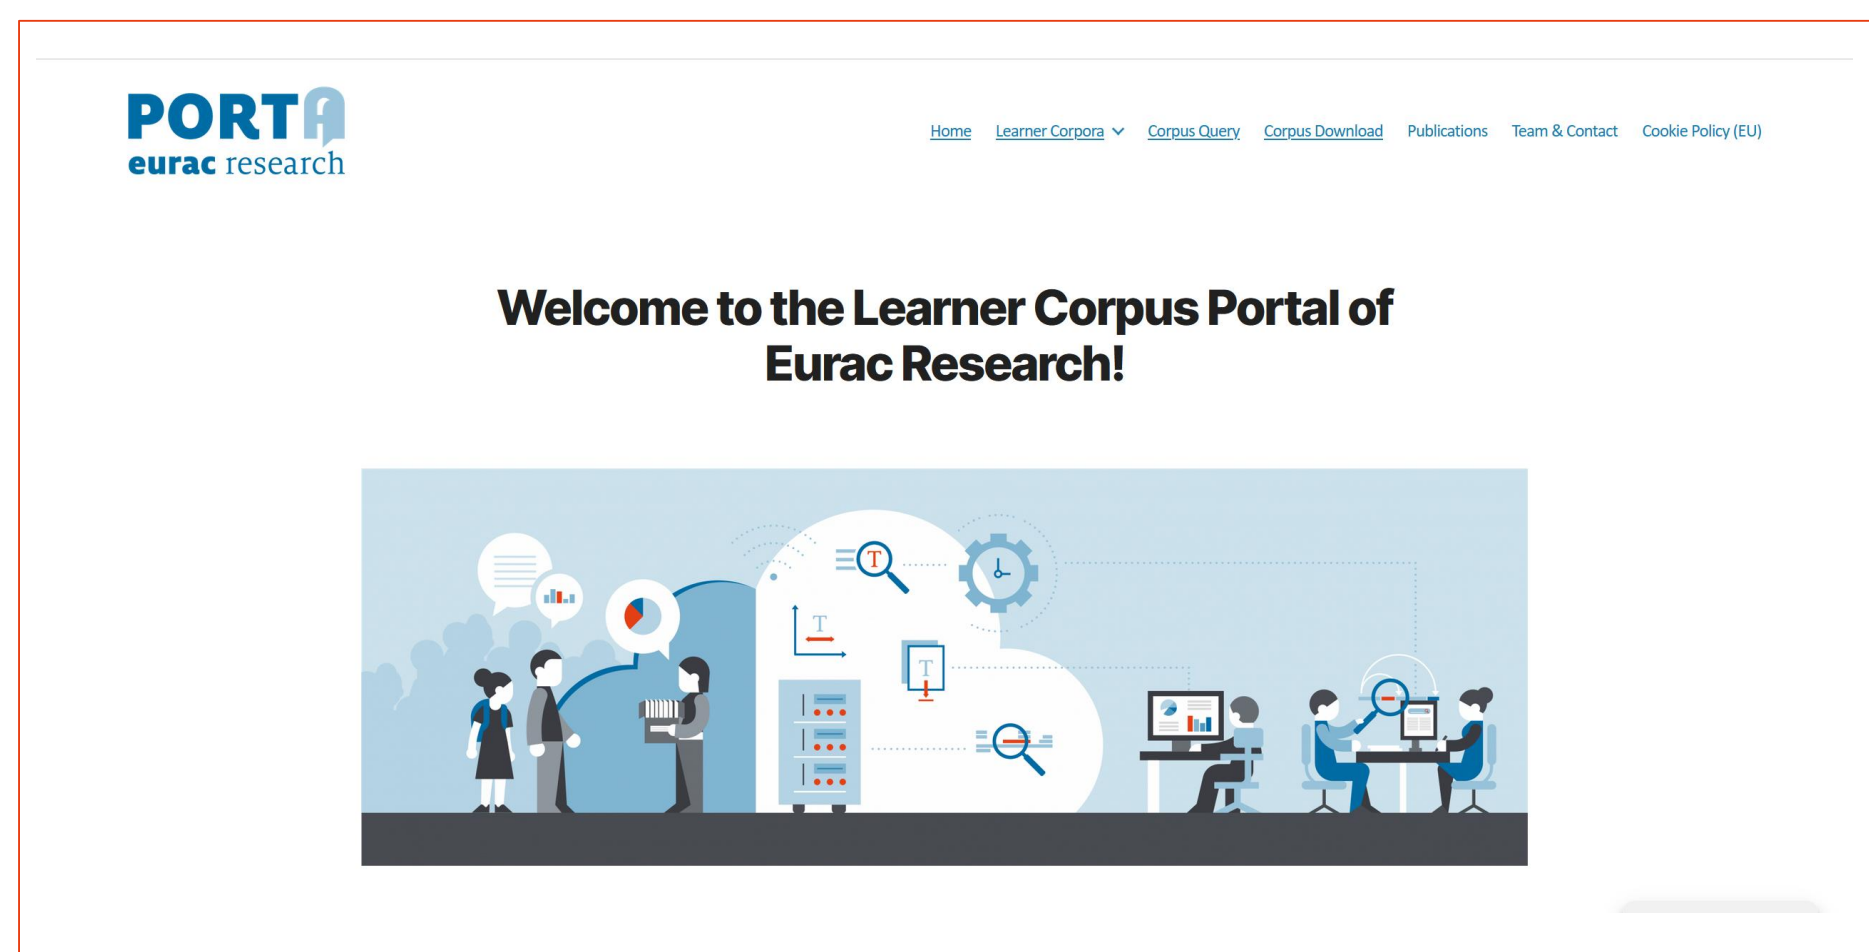 PORTA
eurac research
Home Learner Corpora Corpus Query Corpus Download Publications Team & Contact Cookie Policy (EU)
Welcome to the Learner Corpus Portal of
Eurac Research!
T
T
T